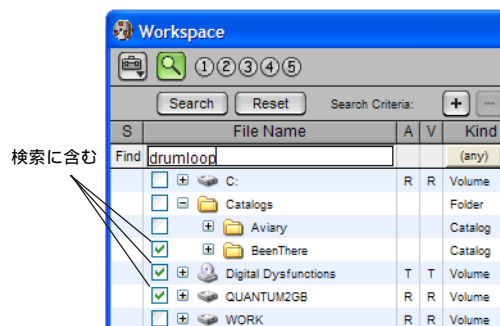 Workspace
①②③④⑤
Search Reset Search Criteria:
S File Name A V Kind
Find drumloop (any)
C: R R Volume
Catalogs Folder
Aviary Catalog
検索に含む
BeenThere Catalog
Digital Dysfunctions T T Volume
QUANTUM2GB R R Volume
WORK R R Volume